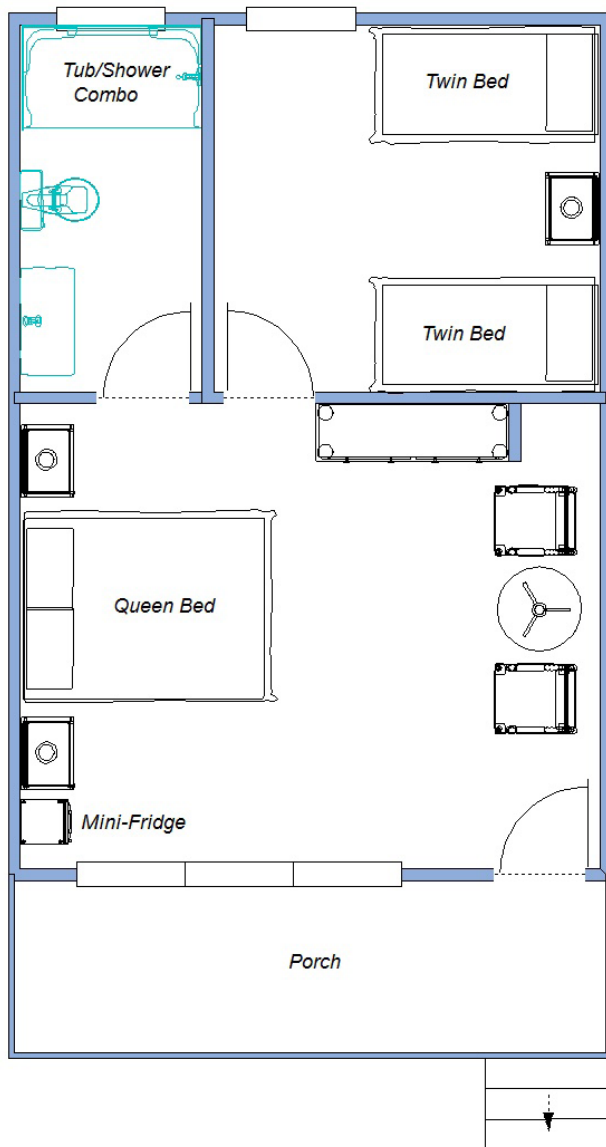 Tub/Shower
Combo
Twin Bed
Twin Bed
Queen Bed
Mini-Fridge
Porch